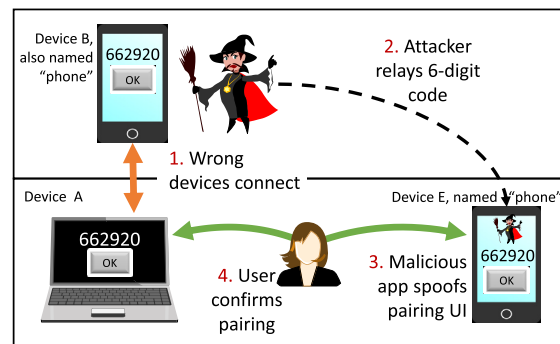 Device B,
also named
“phone”
662920
OK
2. Attacker
relays 6-digit
code
1. Wrong
devices connect
Device A
662920
OK
4. User
confirms
pairing
Device E, named “phone”
662920
OK
3. Malicious
app spoofs
pairing UI